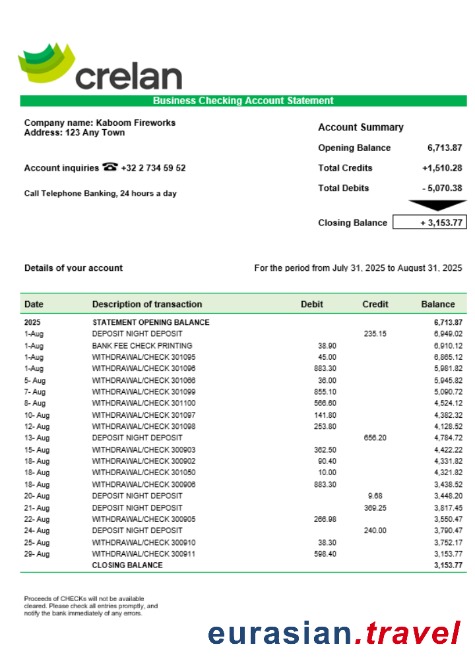 crelan
Business Checking Account Statement
Company name: Kaboom Fireworks
Address: 123 Any Town
Account inquiries ☎ +32 2 734 59 52
Call Telephone Banking, 24 hours a day
Account Summary
Opening Balance 6,713.87
Total Credits +1,510.28
Total Debits - 5,070.38
Closing Balance + 3,153.77
Details of your account For the period from July 31, 2025 to August 31, 2025
Date Description of transaction Debit Credit Balance
2025 STATEMENT OPENING BALANCE 6,713.87
1-Aug DEPOSIT NIGHT DEPOSIT 235.15 6,949.02
1-Aug BANK FEE CHECK PRINTING 38.90 6,910.12
1-Aug WITHDRAWAL/CHECK 301095 45.00 6,865.12
1-Aug WITHDRAWAL/CHECK 301096 883.30 5,981.82
5- Aug WITHDRAWAL/CHECK 301066 36.00 5,945.82
7- Aug WITHDRAWAL/CHECK 301099 855.10 5,090.72
8- Aug WITHDRAWAL/CHECK 301100 566.60 4,524.12
10- Aug WITHDRAWAL/CHECK 301097 141.80 4,382.32
12- Aug WITHDRAWAL/CHECK 301098 253.80 4,128.52
13- Aug DEPOSIT NIGHT DEPOSIT 656.20 4,784.72
15- Aug WITHDRAWAL/CHECK 300903 362.50 4,422.22
18- Aug WITHDRAWAL/CHECK 300902 90.40 4,331.82
18- Aug WITHDRAWAL/CHECK 301050 10.00 4,321.82
18- Aug WITHDRAWAL/CHECK 300906 883.30 3,438.52
20- Aug DEPOSIT NIGHT DEPOSIT 9.68 3,448.20
21- Aug DEPOSIT NIGHT DEPOSIT 369.25 3,817.45
22- Aug WITHDRAWAL/CHECK 300905 266.98 3,550.47
24- Aug DEPOSIT NIGHT DEPOSIT 240.00 3,790.47
25- Aug WITHDRAWAL/CHECK 300910 38.30 3,752.17
29- Aug WITHDRAWAL/CHECK 300911 598.40 3,153.77
CLOSING BALANCE 3,153.77
Proceeds of CHECKs will not be available
cleared. Please check all entries promptly, and
notify the bank immediately of any errors.
eurasian.travel